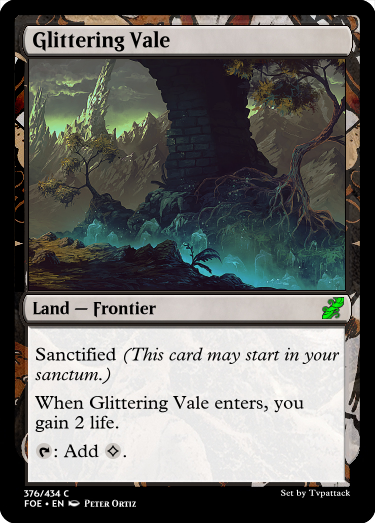 Glittering Vale
Land — Frontier
Sanctified (This card may start in your
sanctum.)
When Glittering Vale enters, you
gain 2 life.
: Add .
376/434 C
Set by Tvpattack
FOE • EN Peter Ortiz